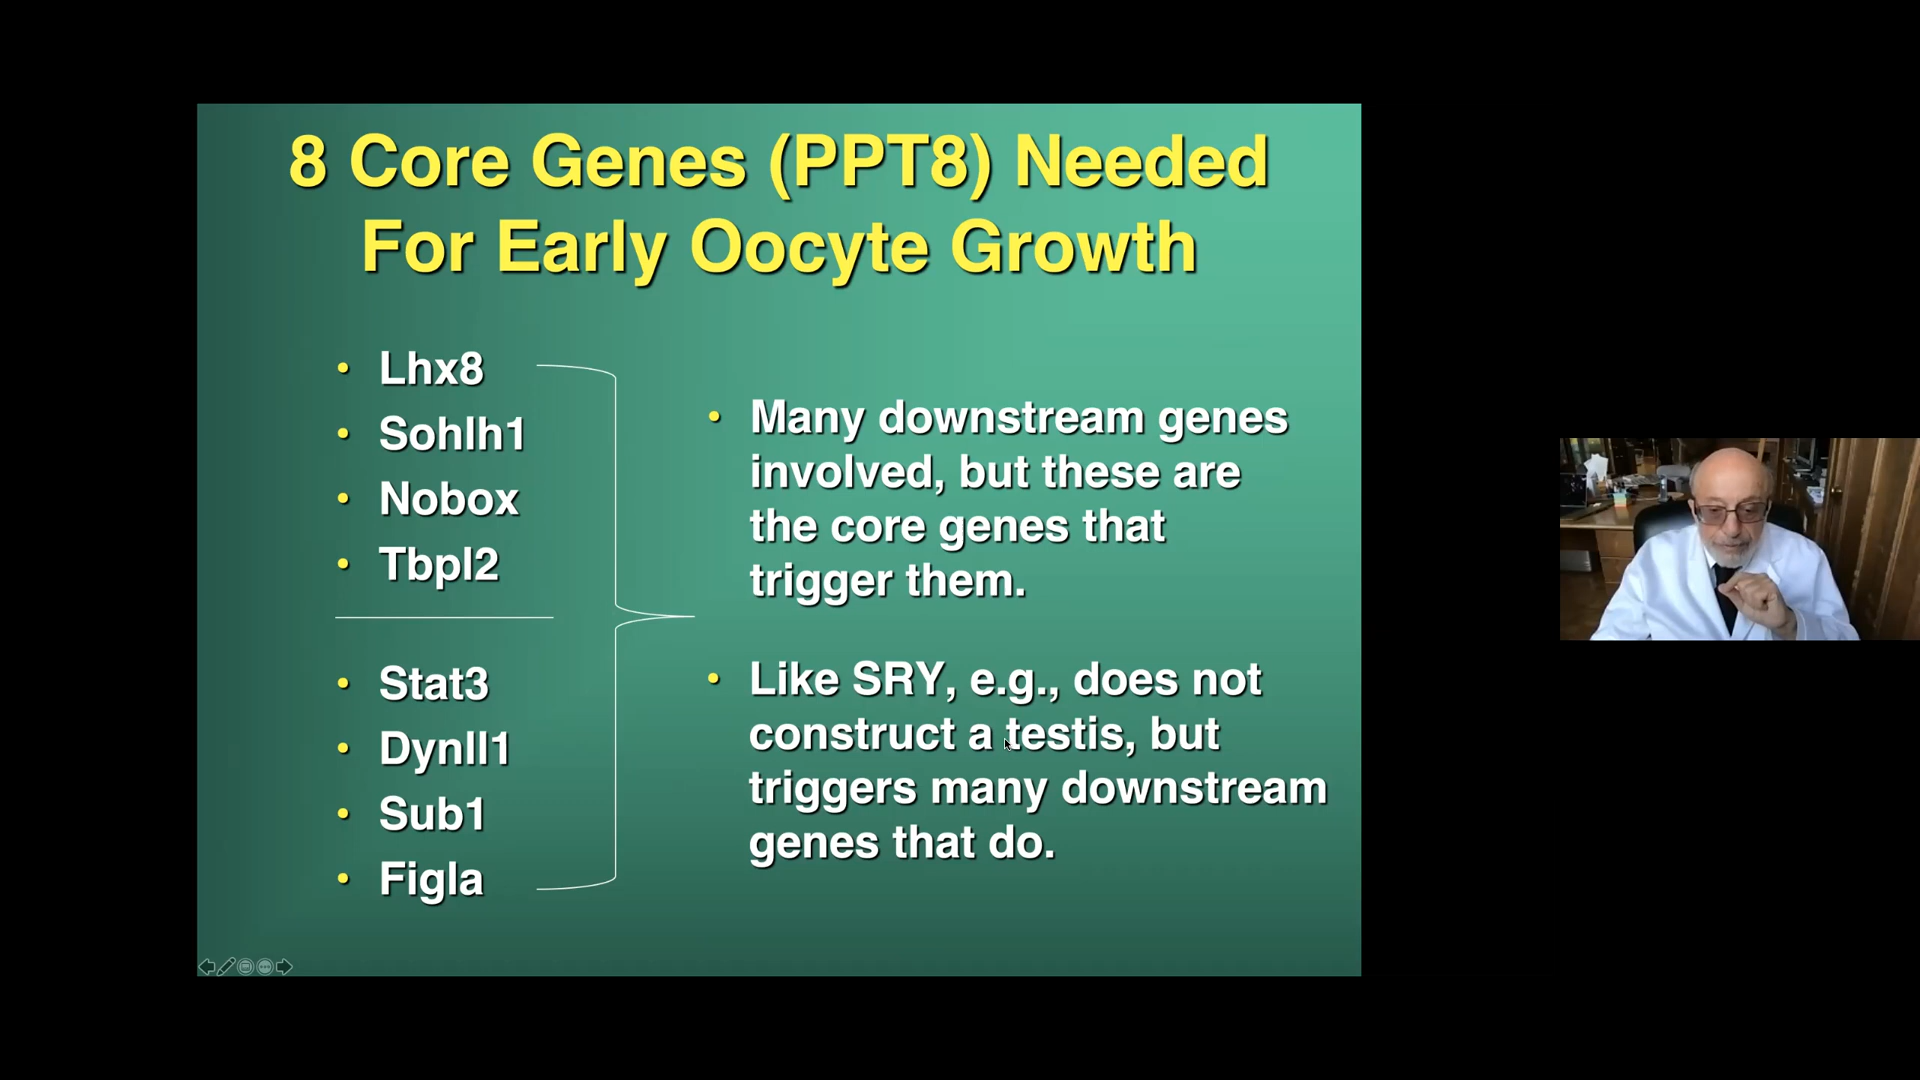 8 Core Genes (PPT8) Needed
For Early Oocyte Growth
• Lhx8
• Sohlh1
• Nobox
• Tbpl2
• Stat3
• Dynll1
• Sub1
• Figla
• Many downstream genes
involved, but these are
the core genes that
trigger them.
• Like SRY, e.g., does not
construct a testis, but
triggers many downstream
genes that do.